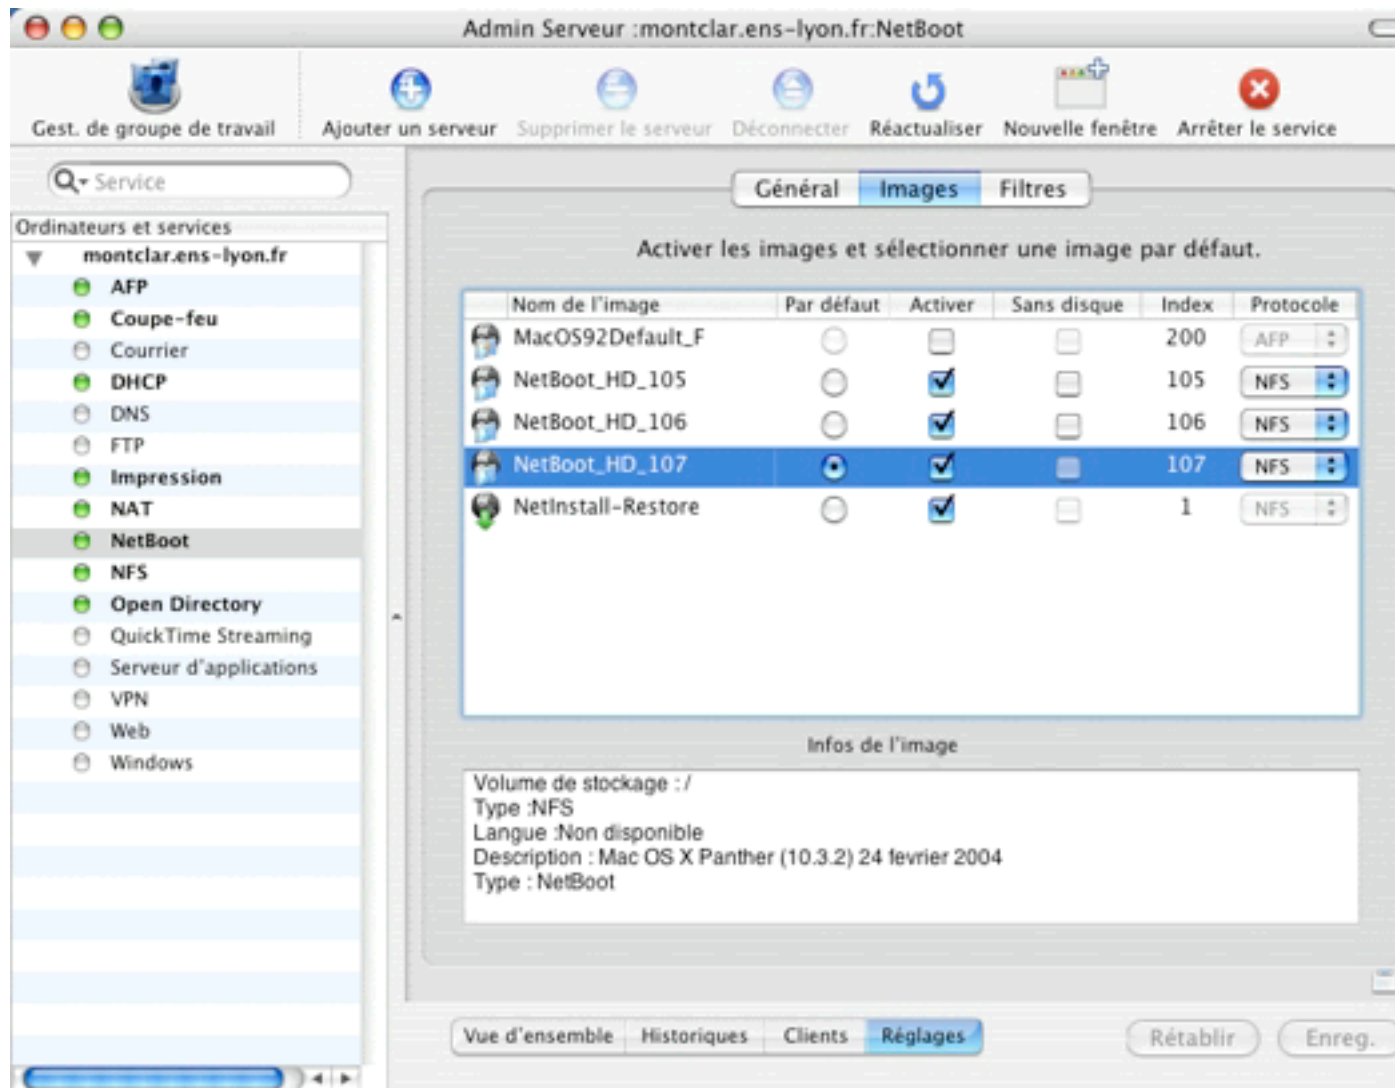 Admin Serveur :montclar.ens-lyon.fr:NetBoot
Gest. de groupe de travail Ajouter un serveur Supprimer le serveur Déconnecter Réactualiser Nouvelle fenêtre Arrêter le service
Service
Ordinateurs et services
montclar.ens-lyon.fr
AFP
Coupe-feu
Courrier
DHCP
DNS
FTP
Impression
NAT
NetBoot
NFS
Open Directory
QuickTime Streaming
Serveur d'applications
VPN
Web
Windows
Général Images Filtres
Activer les images et sélectionner une image par défaut.
Nom de l'image Par défaut Activer Sans disque Index Protocole
MacOS92Default_F 200 AFP
NetBoot_HD_105 105 NFS
NetBoot_HD_106 106 NFS
NetBoot_HD_107 107 NFS
NetInstall-Restore 1 NFS
Infos de l'image
Volume de stockage : /
Type :NFS
Langue :Non disponible
Description : Mac OS X Panther (10.3.2) 24 fevrier 2004
Type : NetBoot
Vue d'ensemble Historiques Clients Réglages Rétablir Enreg.